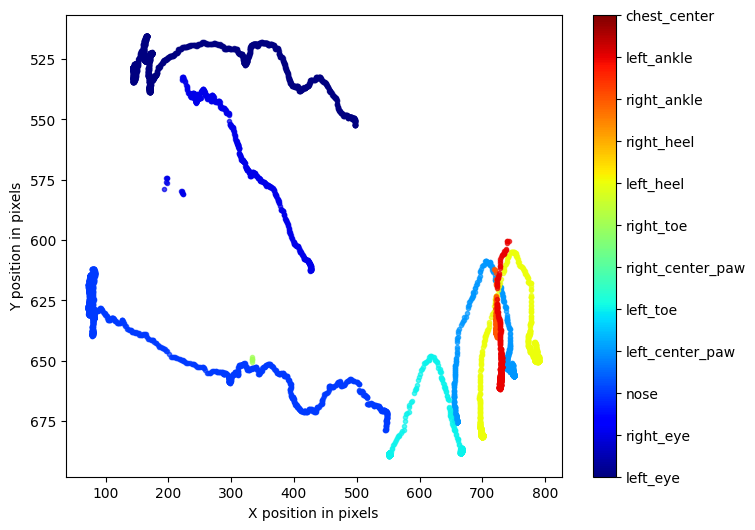 525
550
575
600
625
650
675
Y position in pixels
100
200
300
400
500
600
700
800
X position in pixels
chest_center
left_ankle
right_ankle
right_heel
left_heel
right_toe
right_center_paw
left_toe
left_center_paw
nose
right_eye
left_eye